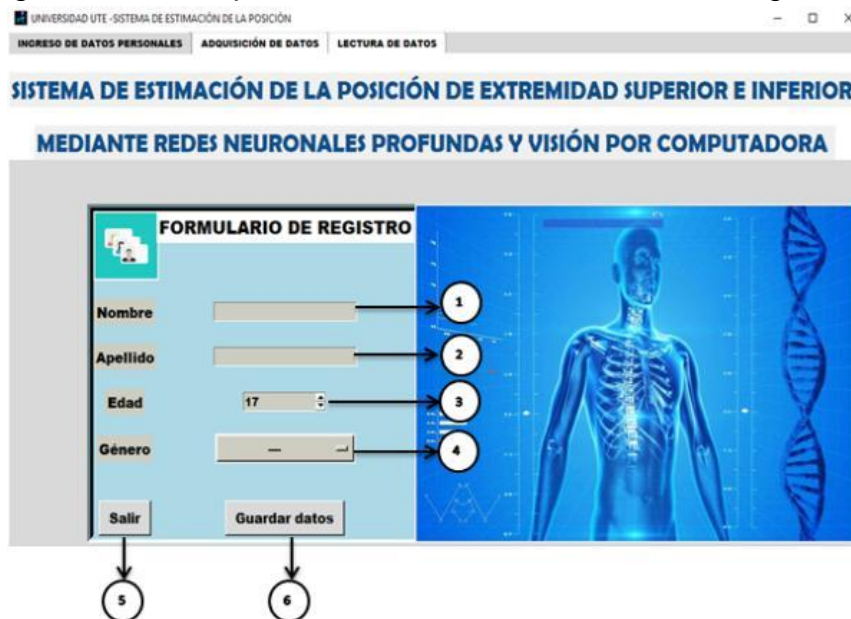 UNIVERSIDAD UTE -SISTEMA DE ESTIMACIÓN DE LA POSICIÓN
INGRESO DE DATOS PERSONALES ADQUISICIÓN DE DATOS LECTURA DE DATOS
SISTEMA DE ESTIMACIÓN DE LA POSICIÓN DE EXTREMIDAD SUPERIOR E INFERIOR
MEDIANTE REDES NEURONALES PROFUNDAS Y VISIÓN POR COMPUTADORA
FORMULARIO DE REGISTRO
Nombre 1
Apellido 2
Edad 17 3
Género — 4
Salir Guardar datos
5 6